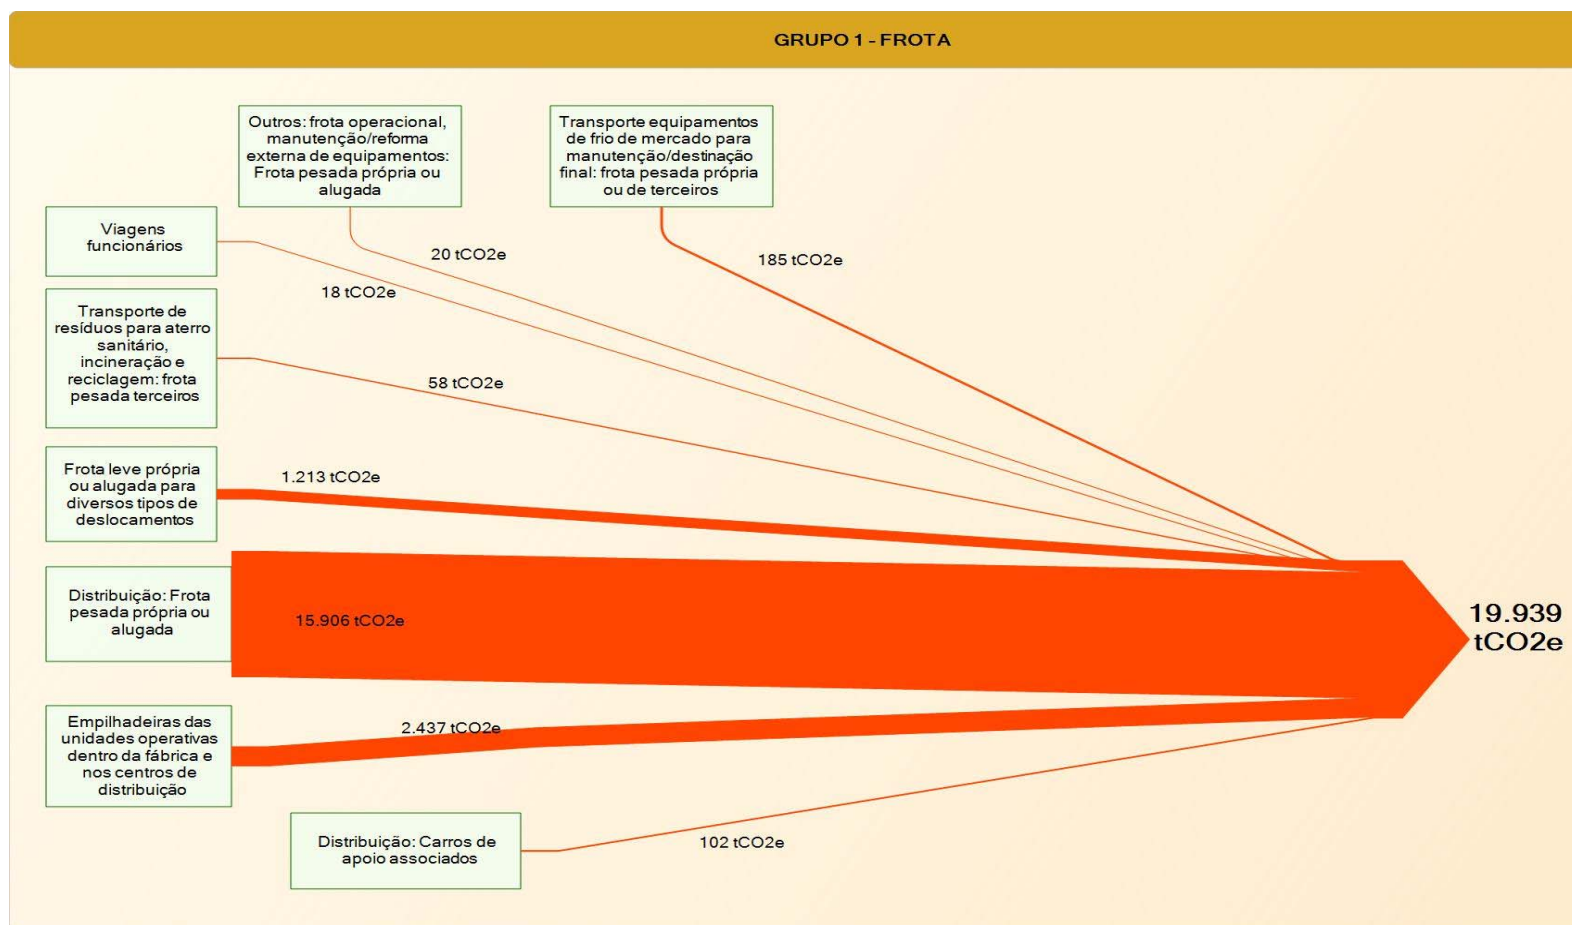 GRUPO 1 - FROTA
Outros: frota operacional,
manutenção/reforma
externa de equipamentos:
Frota pesada própria ou
alugada
Transporte equipamentos
de frio de mercado para
manutenção/destinação
final: frota pesada própria
ou de terceiros
Viagens
funcionários
20 tCO2e
185 tCO2e
18 tCO2e
Transporte de
resíduos para aterro
sanitário,
incineração e
reciclagem: frota
pesada terceiros
58 tCO2e
Frota leve própria
ou alugada para
diversos tipos de
deslocamentos
1.213 tCO2e
Distribuição: Frota
pesada própria ou
alugada
15.906 tCO2e
19.939
tCO2e
Empilhadeiras das
unidades operativas
dentro da fábrica e
nos centros de
distribuição
2.437 tCO2e
Distribuição: Carros de
apoio associados
102 tCO2e